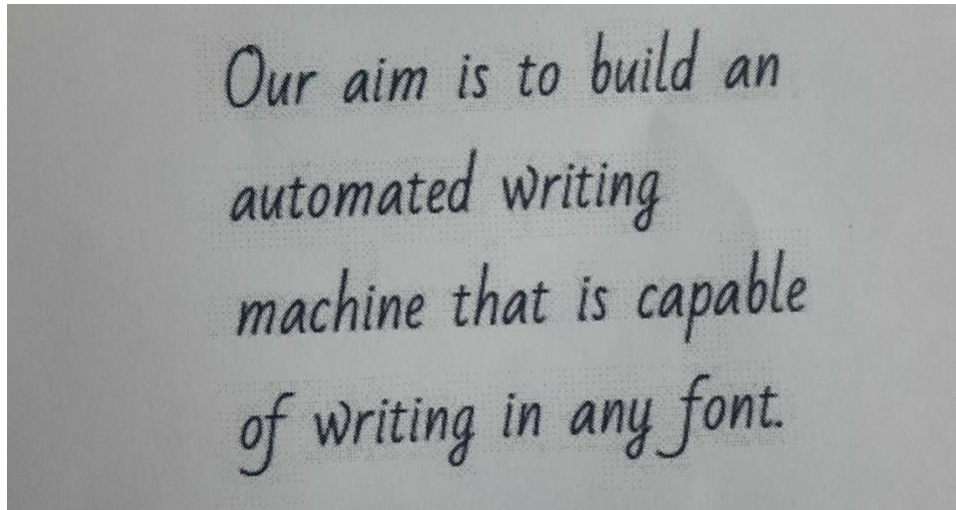 Our aim is to build an
automated writing
machine that is capable
of writing in any font.